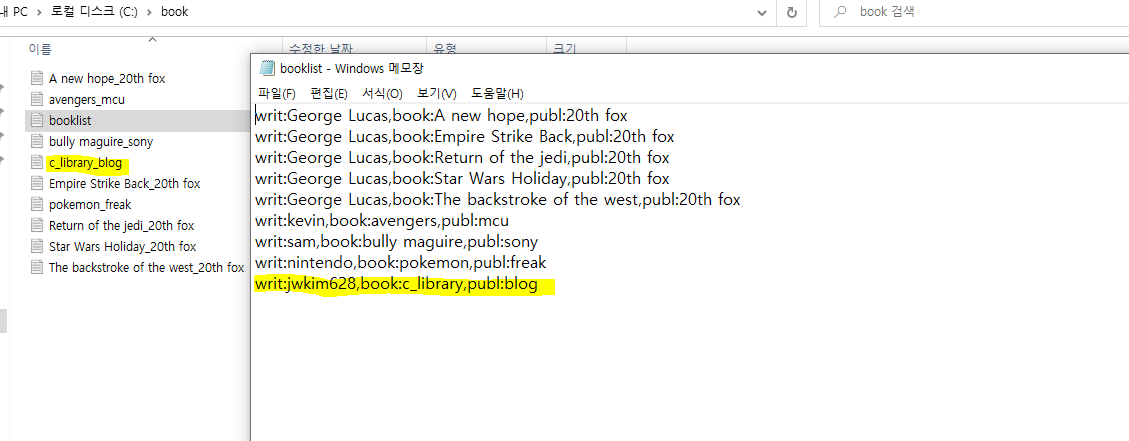 내 PC > 로컬 디스크 (C:) > book
book 검색
이름 수정한 날짜 유형 크기
A new hope_20th fox
avengers_mcu
booklist
bully maguire_sony
c_library_blog
Empire Strike Back_20th fox
pokemon_freak
Return of the jedi_20th fox
Star Wars Holiday_20th fox
The backstroke of the west_20th fox
booklist - Windows 메모장
파일(F) 편집(E) 서식(O) 보기(V) 도움말(H)
writ:George Lucas,book:A new hope,publ:20th fox
writ:George Lucas,book:Empire Strike Back,publ:20th fox
writ:George Lucas,book:Return of the jedi,publ:20th fox
writ:George Lucas,book:Star Wars Holiday,publ:20th fox
writ:George Lucas,book:The backstroke of the west,publ:20th fox
writ:kevin,book:avengers,publ:mcu
writ:sam,book:bully maguire,publ:sony
writ:nintendo,book:pokemon,publ:freak
writ:jwkim628,book:c_library,publ:blog